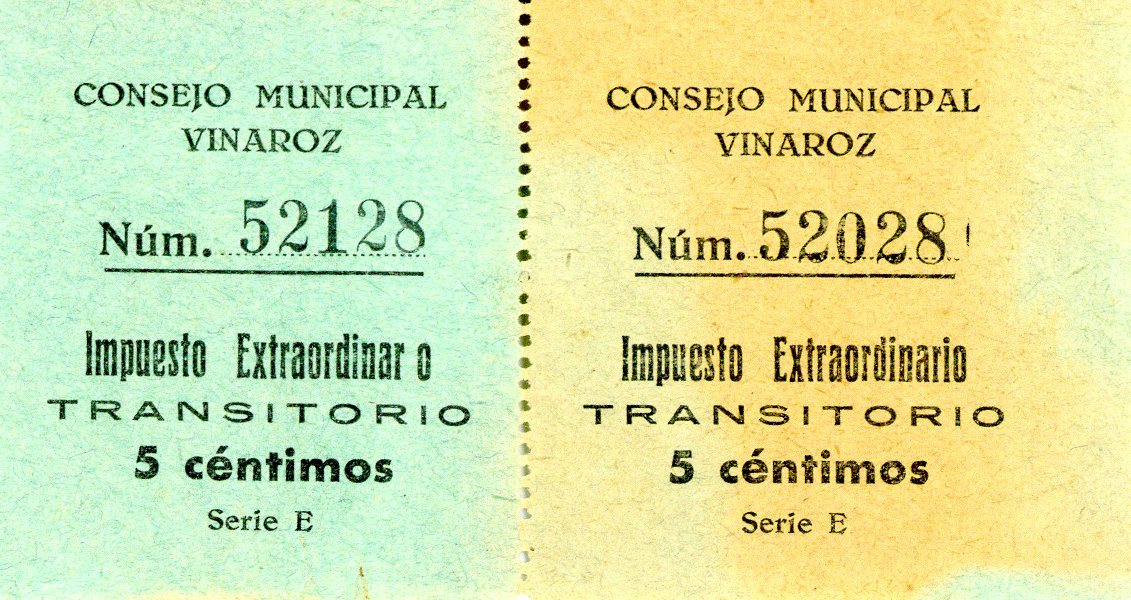 CONSEJO MUNICIPAL
VINAROZ
Núm. 52128
Impuesto Extraordinar o
TRANSITORIO
5 céntimos
Serie E
CONSEJO MUNICIPAL
VINAROZ
Núm. 52028
Impuesto Extraordinario
TRANSITORIO
5 céntimos
Serie E